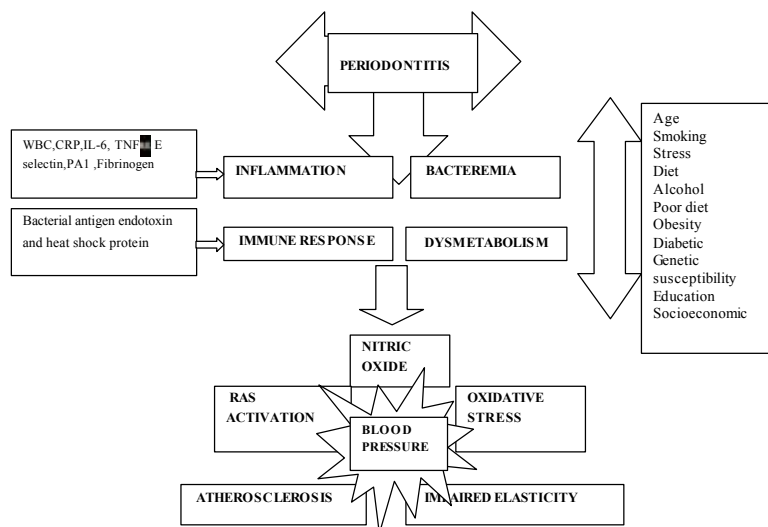 PERIODONTITIS
WBC,CRP,IL-6, TNF E
selectin,PA1 ,Fibrinogen
INFLAMMATION
BACTEREMIA
Bacterial antigen endotoxin
and heat shock protein
IMMUNE RESPONSE
DYSMETABOLISM
Age
Smoking
Stress
Diet
Alcohol
Poor diet
Obesity
Diabetic
Genetic
susceptibility
Education
Socioeconomic
NITRIC
OXIDE
RAS
ACTIVATION
OXIDATIVE
STRESS
BLOOD
PRESSURE
ATHEROSCLEROSIS
IMPAIRED ELASTICITY